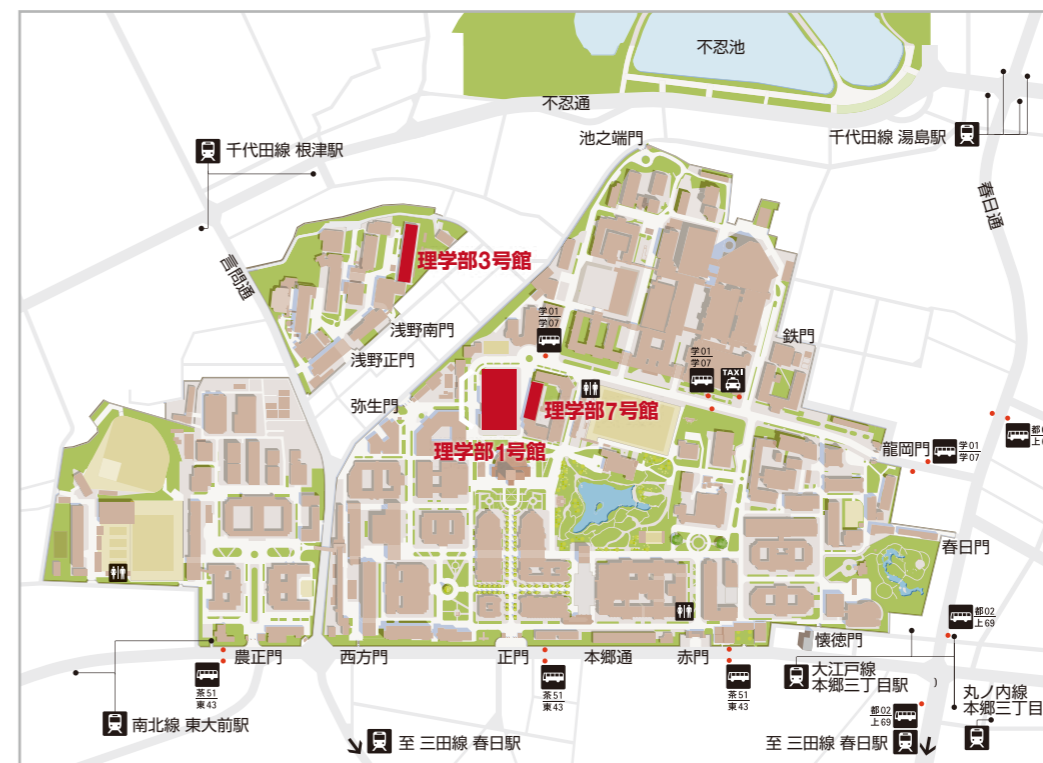 不忍池
不忍通
池之端門
千代田線 湯島駅
千代田線 根津駅
春日通
言問通
理学部3号館
学01
学07
浅野南門
浅野正門
鉄門
学01
学07
TAXI
弥生門
理学部7号館
理学部1号館
龍岡門
学01
学07
春日門
都02
上69
懐徳門
農正門
西方門
正門
本郷通
赤門
大江戸線
本郷三丁目駅
丸ノ内線
本郷三丁目
茶51
東43
茶51
東43
茶51
東43
都02
上69
南北線 東大前駅
至 三田線 春日駅
至 三田線 春日駅